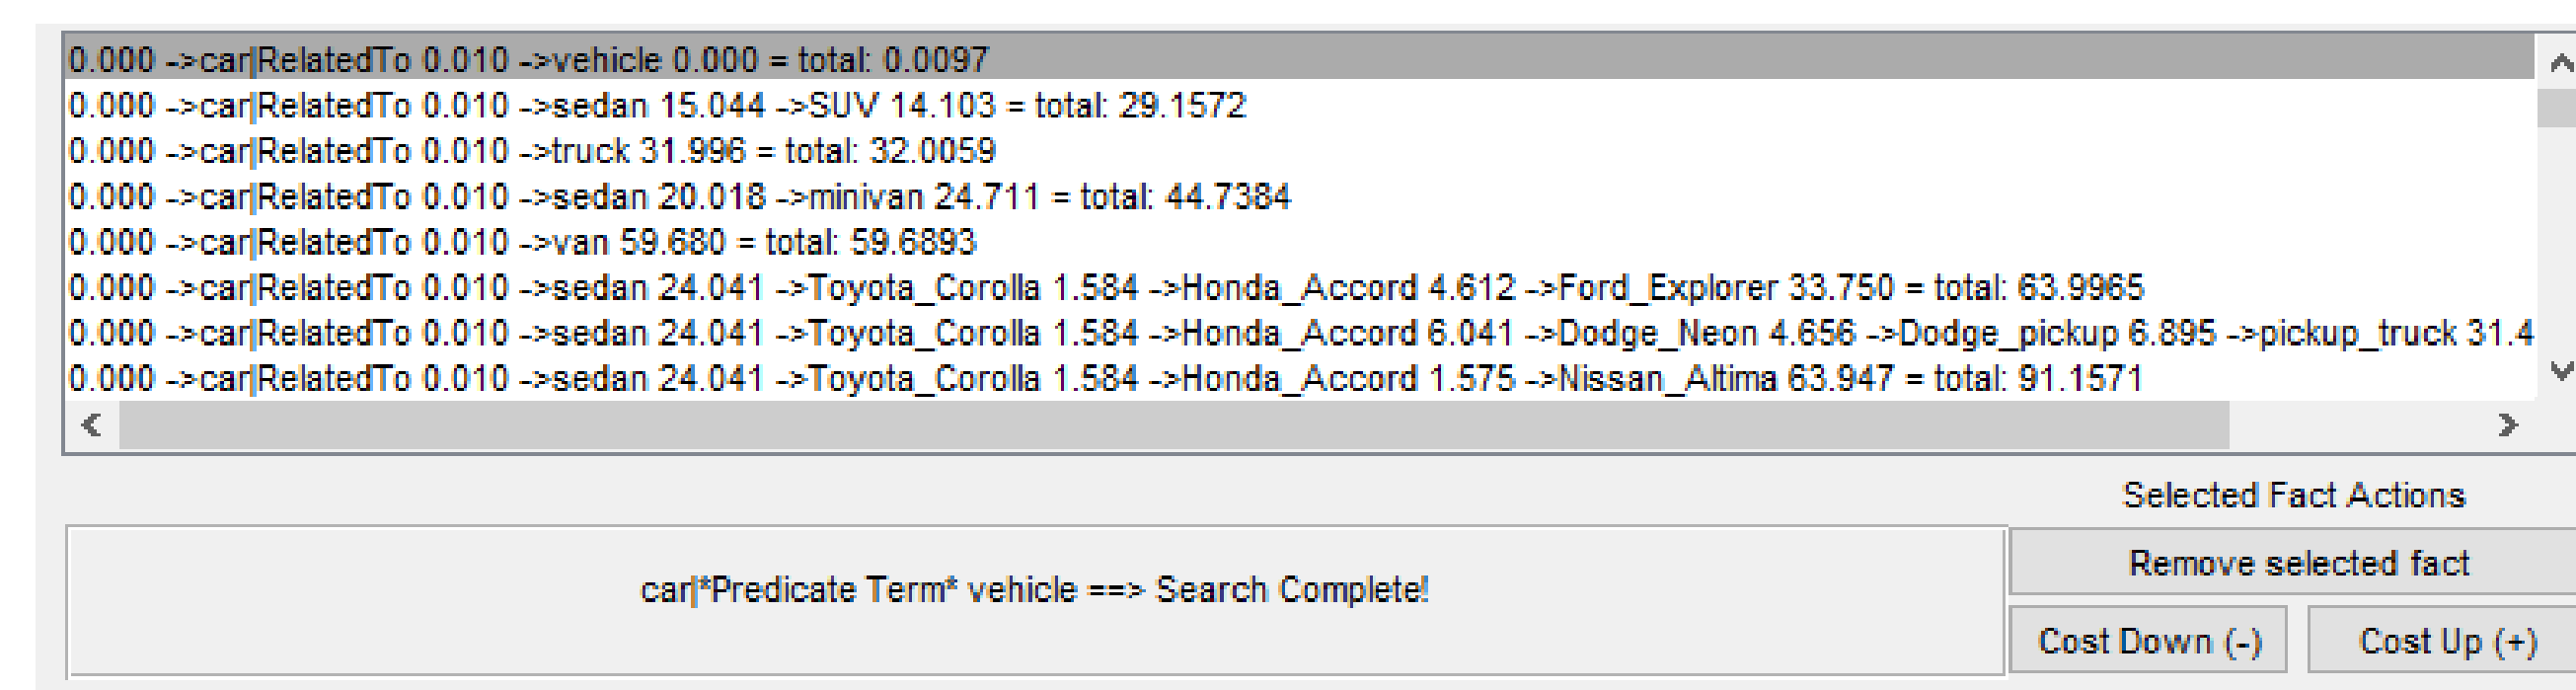 0.000 ->car|RelatedTo 0.010 ->vehicle 0.000 = total: 0.0097
0.000 ->car|RelatedTo 0.010 ->sedan 15.044 ->SUV 14.103 = total: 29.1572
0.000 ->car|RelatedTo 0.010 ->truck 31.996 = total: 32.0059
0.000 ->car|RelatedTo 0.010 ->sedan 20.018 ->minivan 24.711 = total: 44.7384
0.000 ->car|RelatedTo 0.010 ->van 59.680 = total: 59.6893
0.000 ->car|RelatedTo 0.010 ->sedan 24.041 ->Toyota_Corolla 1.584 ->Honda_Accord 4.612 ->Ford_Explorer 33.750 = total: 63.9965
0.000 ->car|RelatedTo 0.010 ->sedan 24.041 ->Toyota_Corolla 1.584 ->Honda_Accord 6.041 ->Dodge_Neon 4.656 ->Dodge_pickup 6.895 ->pickup_truck 31.4
0.000 ->car|RelatedTo 0.010 ->sedan 24.041 ->Toyota_Corolla 1.584 ->Honda_Accord 1.575 ->Nissan_Altima 63.947 = total: 91.1571
Selected Fact Actions
Remove selected fact
car|*Predicate Term* vehicle ==> Search Complete!
Cost Down (-)
Cost Up (+)